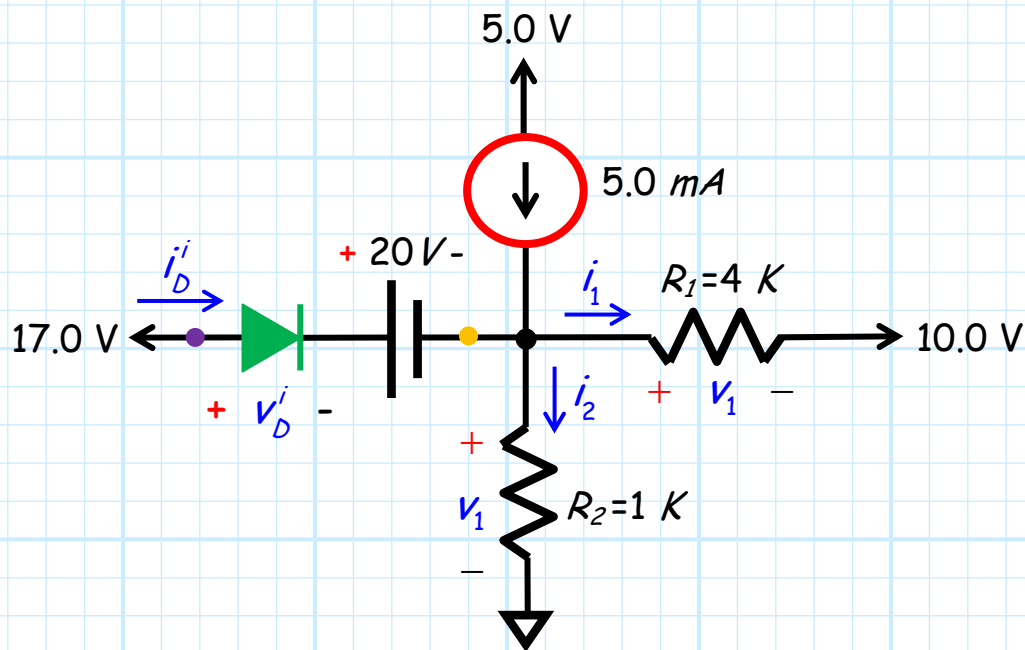 5.0 V
5.0 mA
+ 20V-
i_D^i
i_1
R_1=4 K
17.0 V
10.0 V
+ v_D^i -
+ v_1 −
i_2
+
v_1
R_2=1 K
−